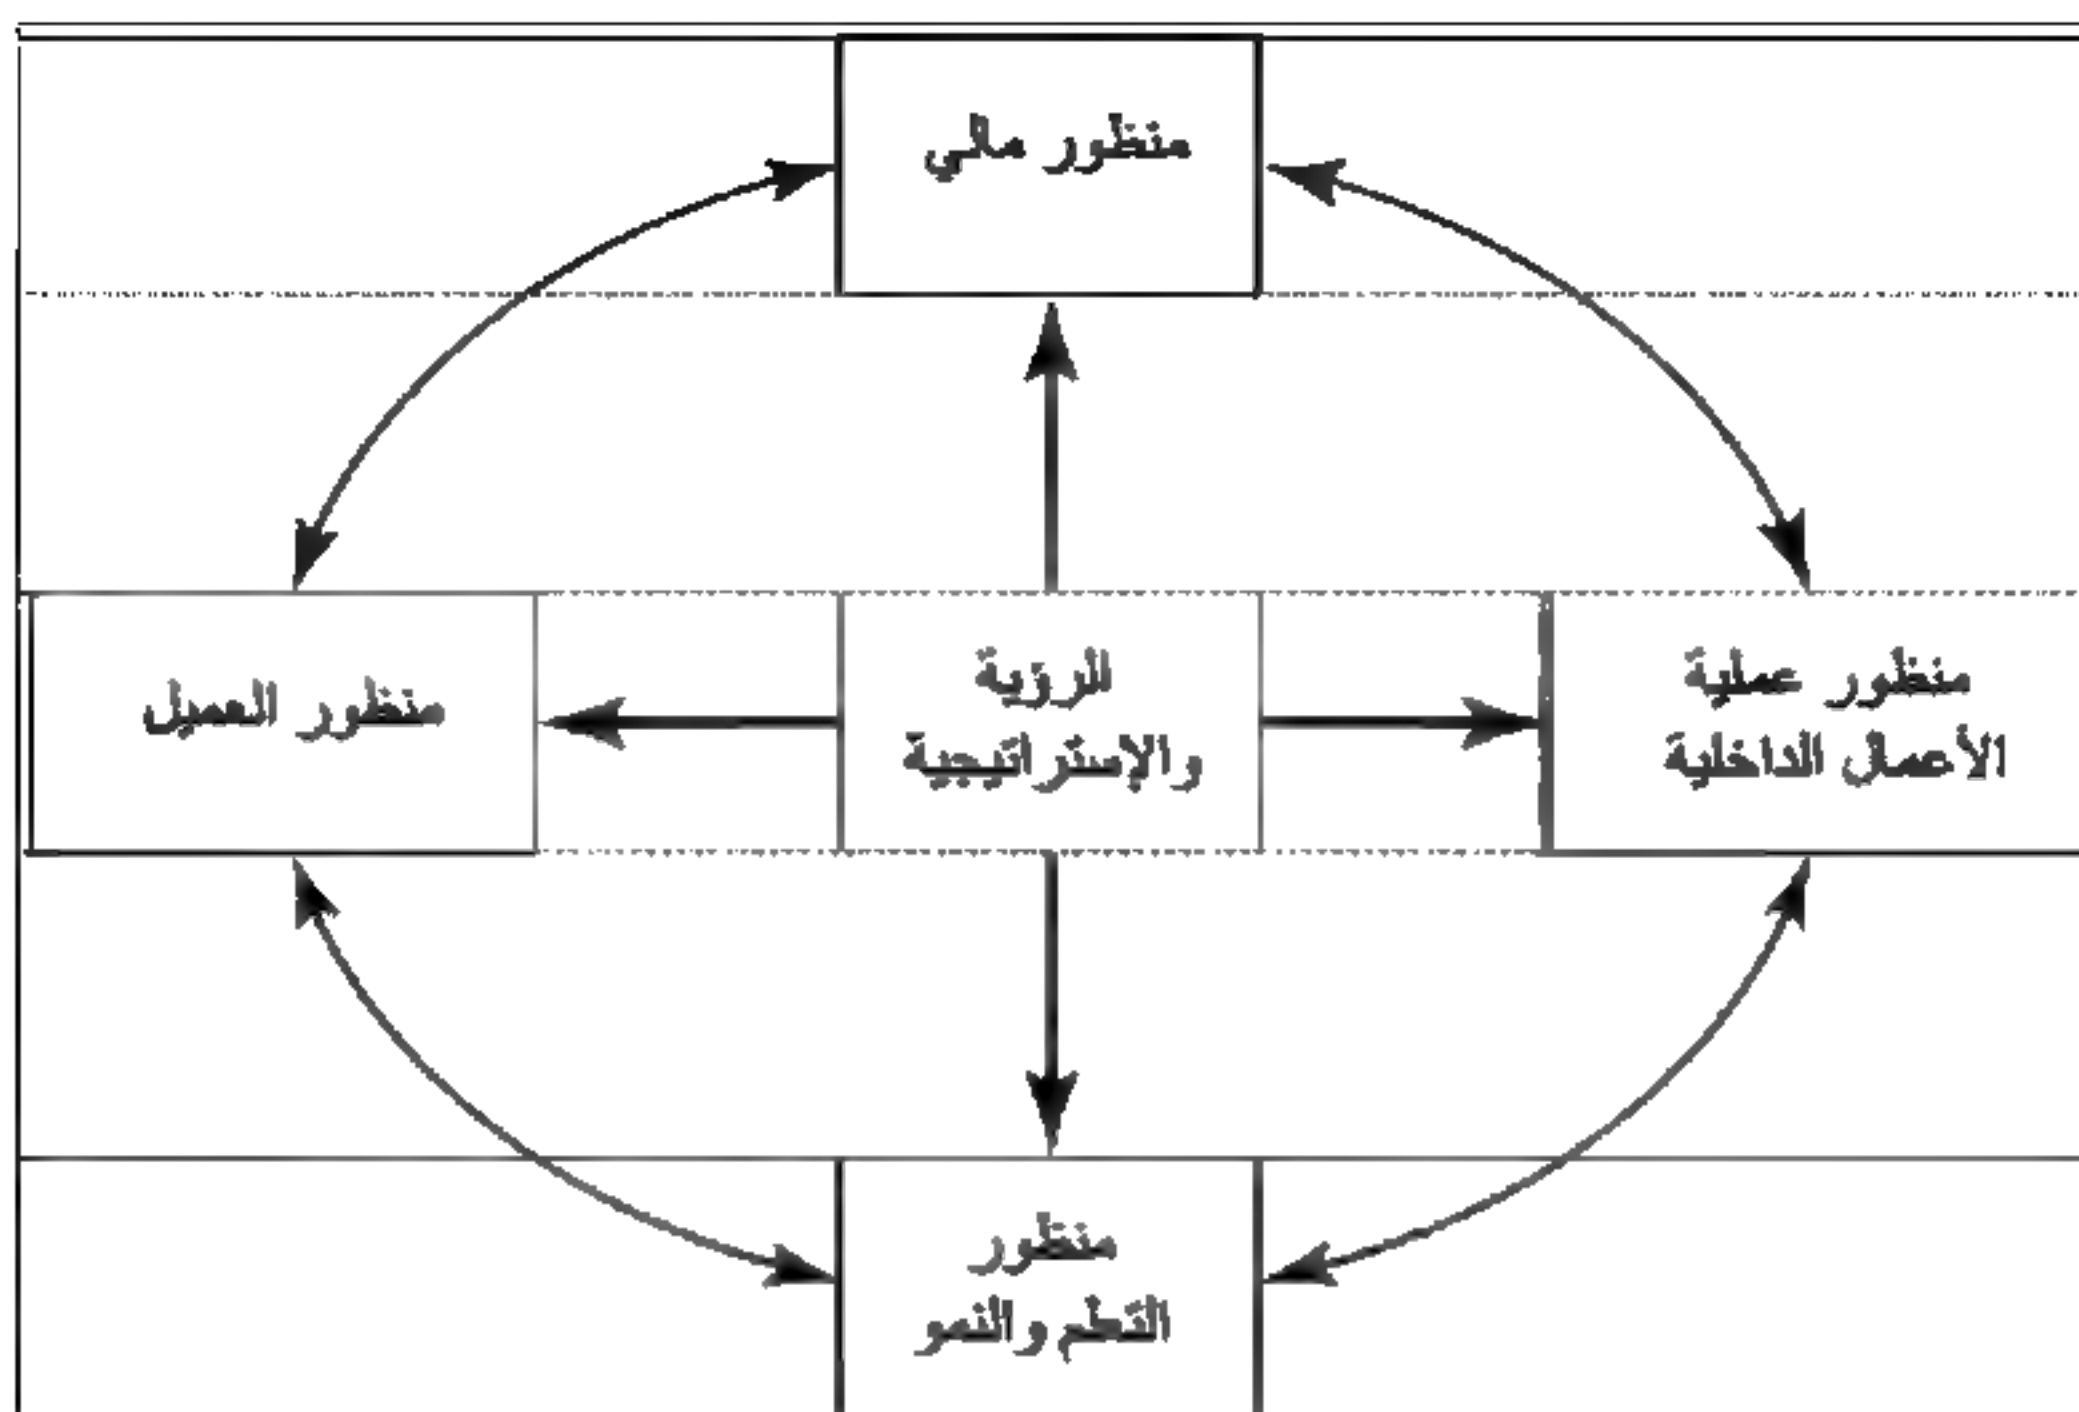 منظور مالي
منظور عملية
الأعمال الداخلية
الرؤية
والإستراتيجية
منظور العميل
منظور
التعلم والنمو